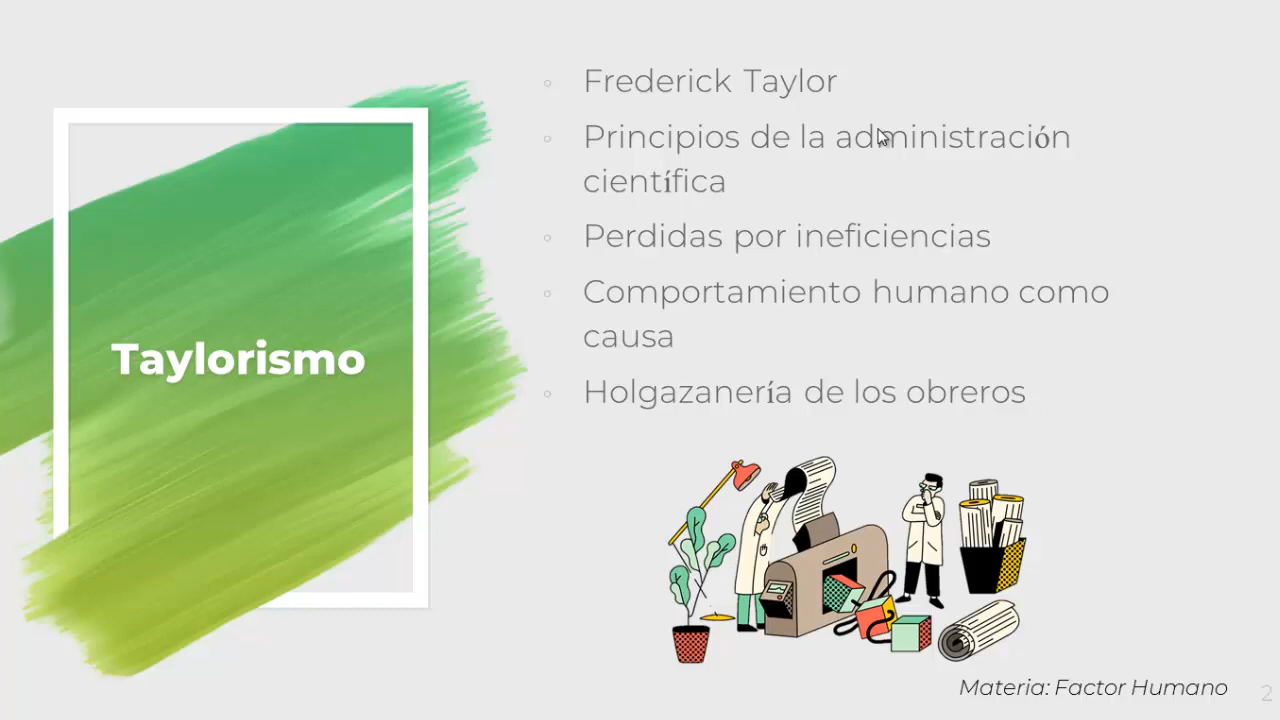 Taylorismo
Frederick Taylor
Principios de la administración
científica
Perdidas por ineficiencias
Comportamiento humano como
causa
Holgazanería de los obreros
Materia: Factor Humano
2